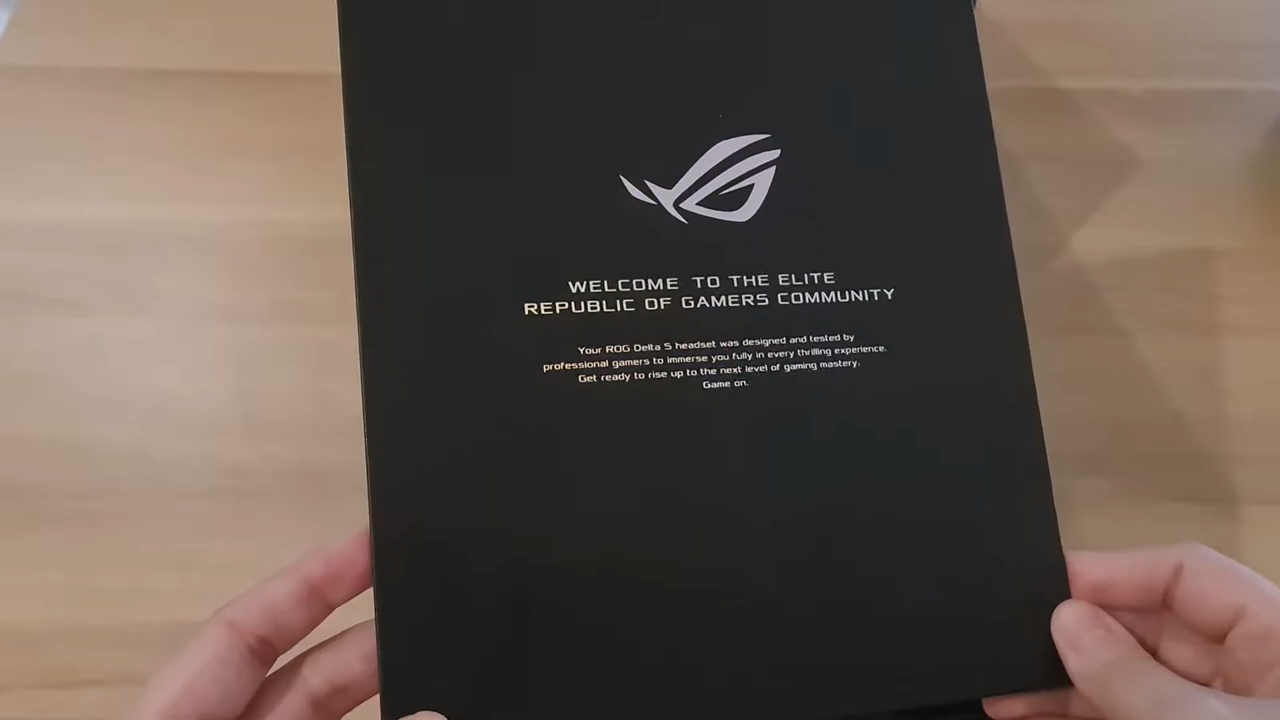 WELCOME TO THE ELITE
REPUBLIC OF GAMERS COMMUNITY
Your ROG Delta S headset was designed and tested by
professional gamers to immerse you fully in every thrilling experience.
Get ready to rise up to the next level of gaming mastery.
Game on.